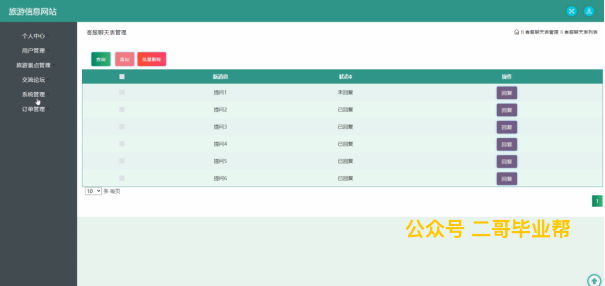 旅游信息网站
个人中心
用户管理
旅游景点管理
交流论坛
系统管理
订单管理
客服聊天表管理
客服聊天表管理
客服聊天表列表
查询
添加
批量删除
新消息
状态
操作
提问1 未回复 回复
提问2 已回复 回复
提问3 已回复 回复
提问4 已回复 回复
提问5 已回复 回复
提问6 已回复 回复
10 条 每页
1
公众号 二哥毕业帮